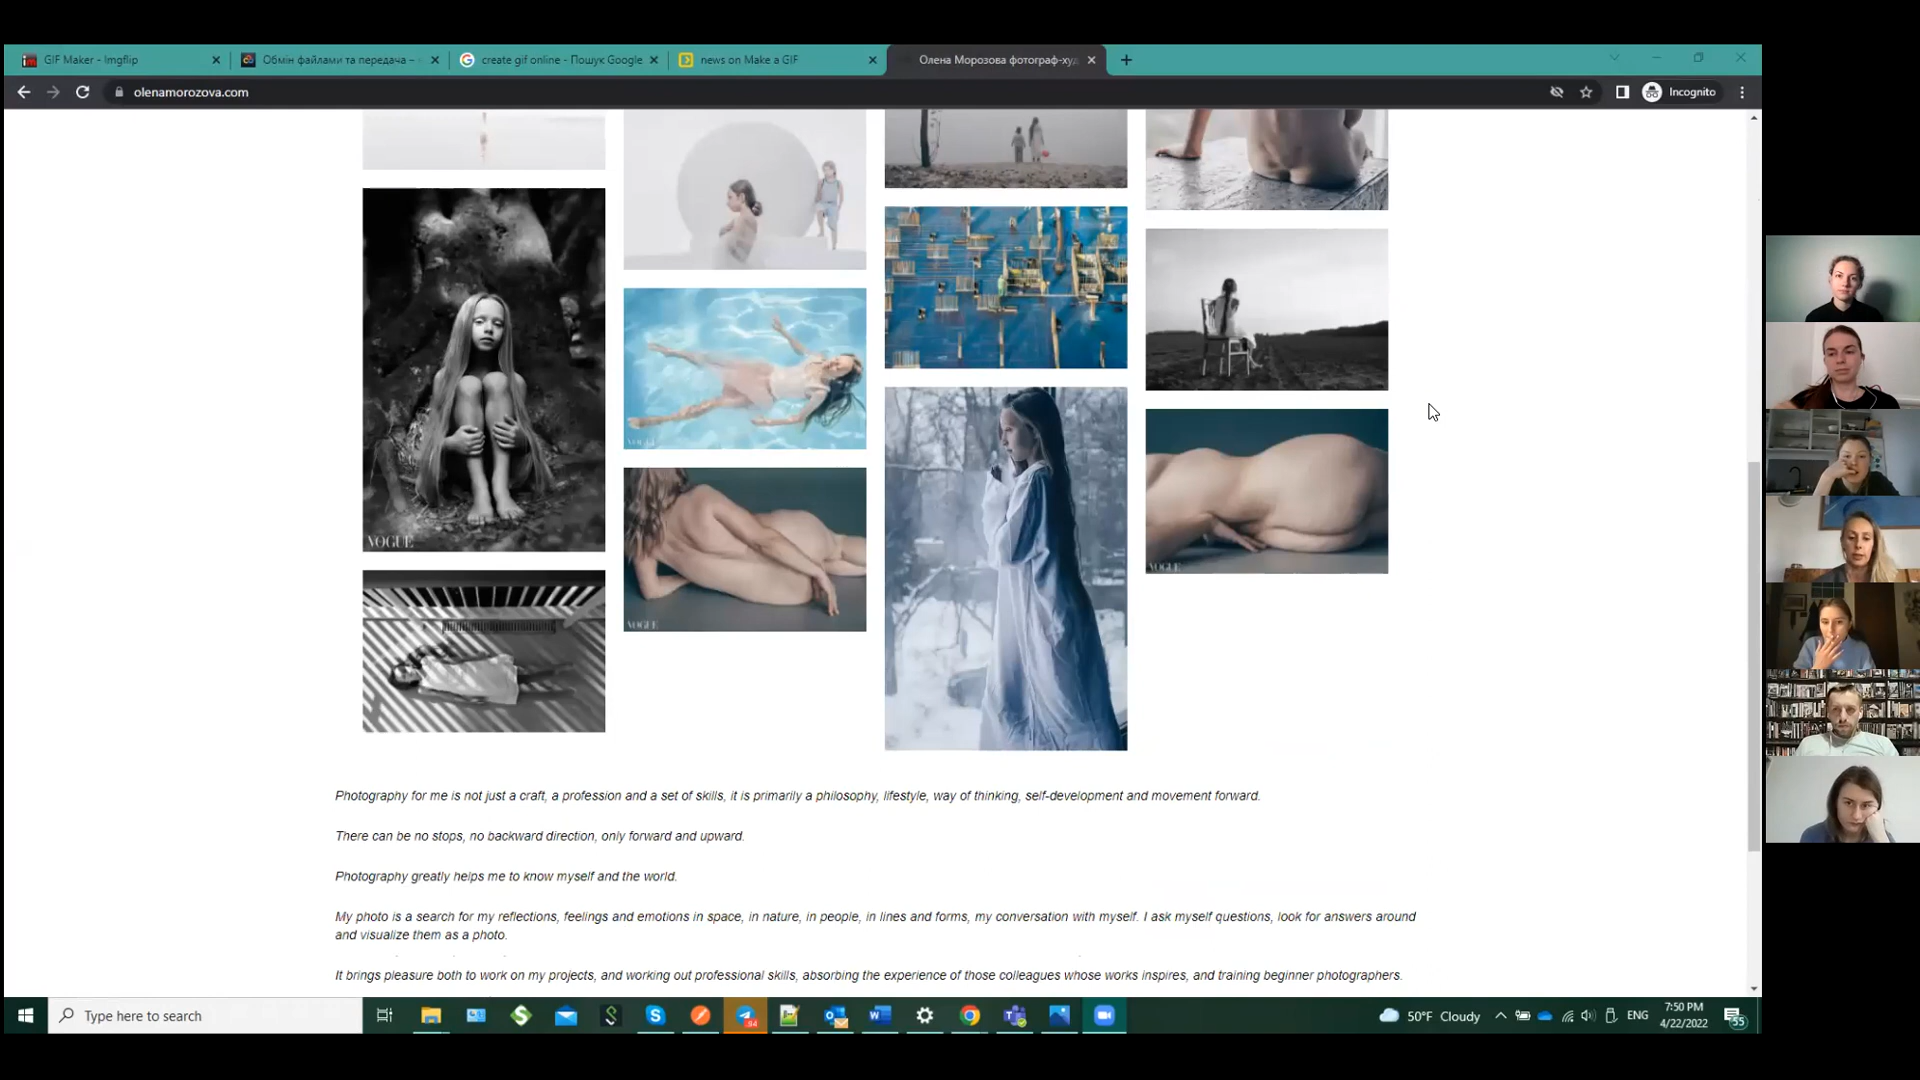 GIF Maker - Imgflip
Обмін файлами та передача –
create gif online - Пошук Google
news on Make a GIF
Олена Морозова фотограф-худ
olenamorozova.com
Incognito
VOGUE
VOGUE
VOGUE
VOGUE
Photography for me is not just a craft, a profession and a set of skills, it is primarily a philosophy, lifestyle, way of thinking, self-development and movement forward.
There can be no stops, no backward direction, only forward and upward.
Photography greatly helps me to know myself and the world.
My photo is a search for my reflections, feelings and emotions in space, in nature, in people, in lines and forms, my conversation with myself. I ask myself questions, look for answers around
and visualize them as a photo.
It brings pleasure both to work on my projects, and working out professional skills, absorbing the experience of those colleagues whose works inspires, and training beginner photographers.
Type here to search
94
50°F Cloudy
ENG
7:50 PM
4/22/2022
55